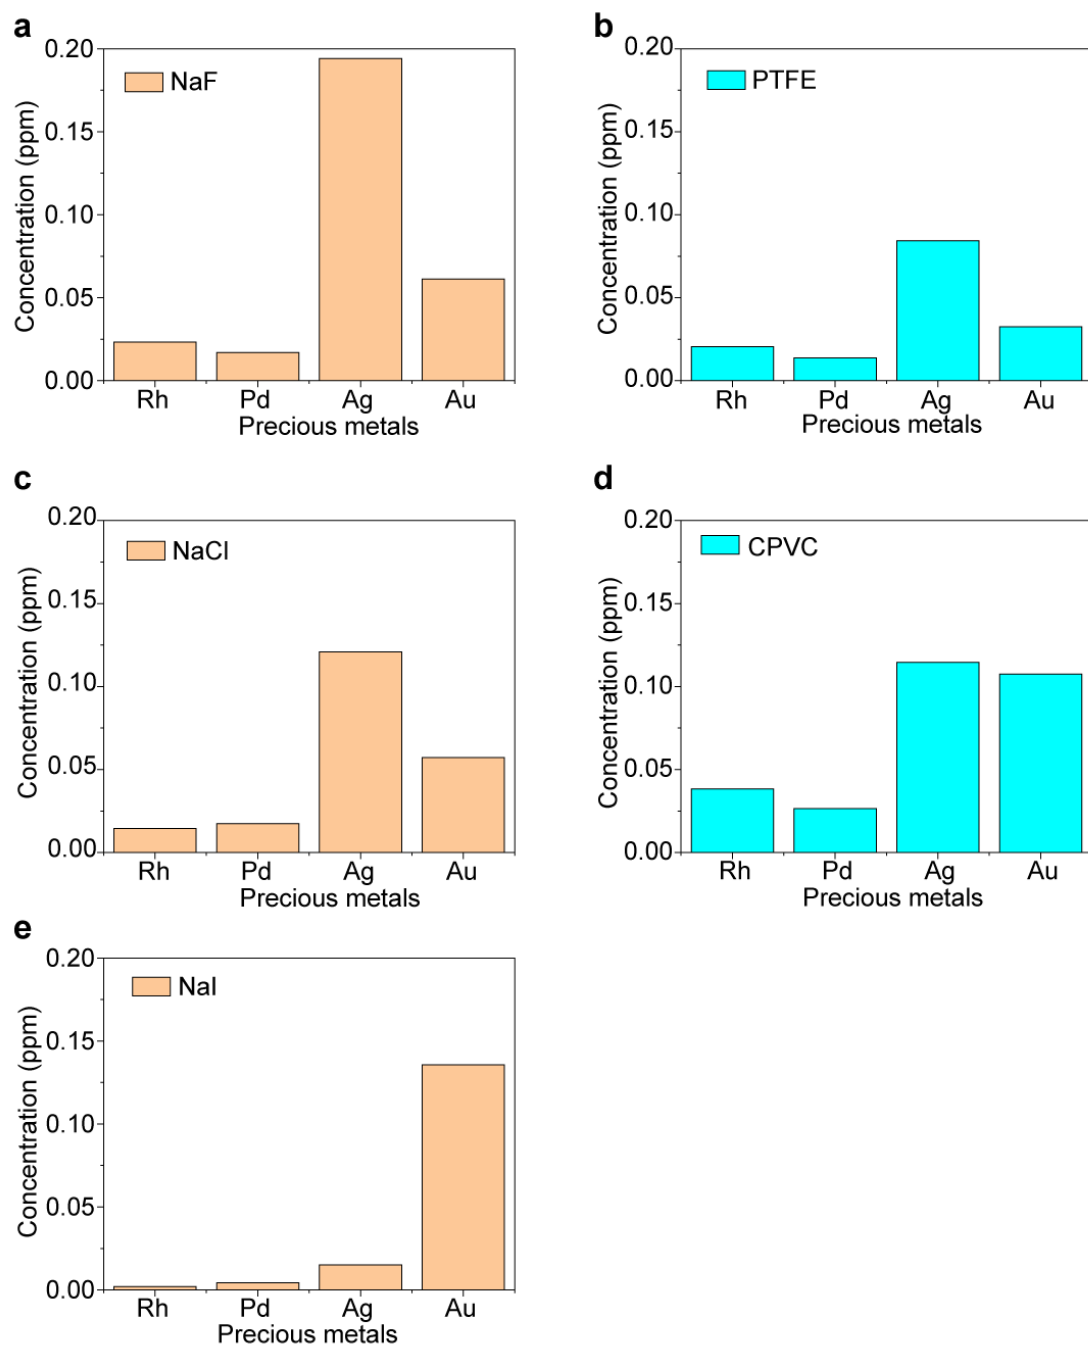 a
0.20
0.15
0.10
0.05
0.00
Concentration (ppm)
NaF
Rh Pd Ag Au
Precious metals
b
0.20
0.15
0.10
0.05
0.00
Concentration (ppm)
PTFE
Rh Pd Ag Au
Precious metals
c
0.20
0.15
0.10
0.05
0.00
Concentration (ppm)
NaCl
Rh Pd Ag Au
Precious metals
d
0.20
0.15
0.10
0.05
0.00
Concentration (ppm)
CPVC
Rh Pd Ag Au
Precious metals
e
0.20
0.15
0.10
0.05
0.00
Concentration (ppm)
NaI
Rh Pd Ag Au
Precious metals